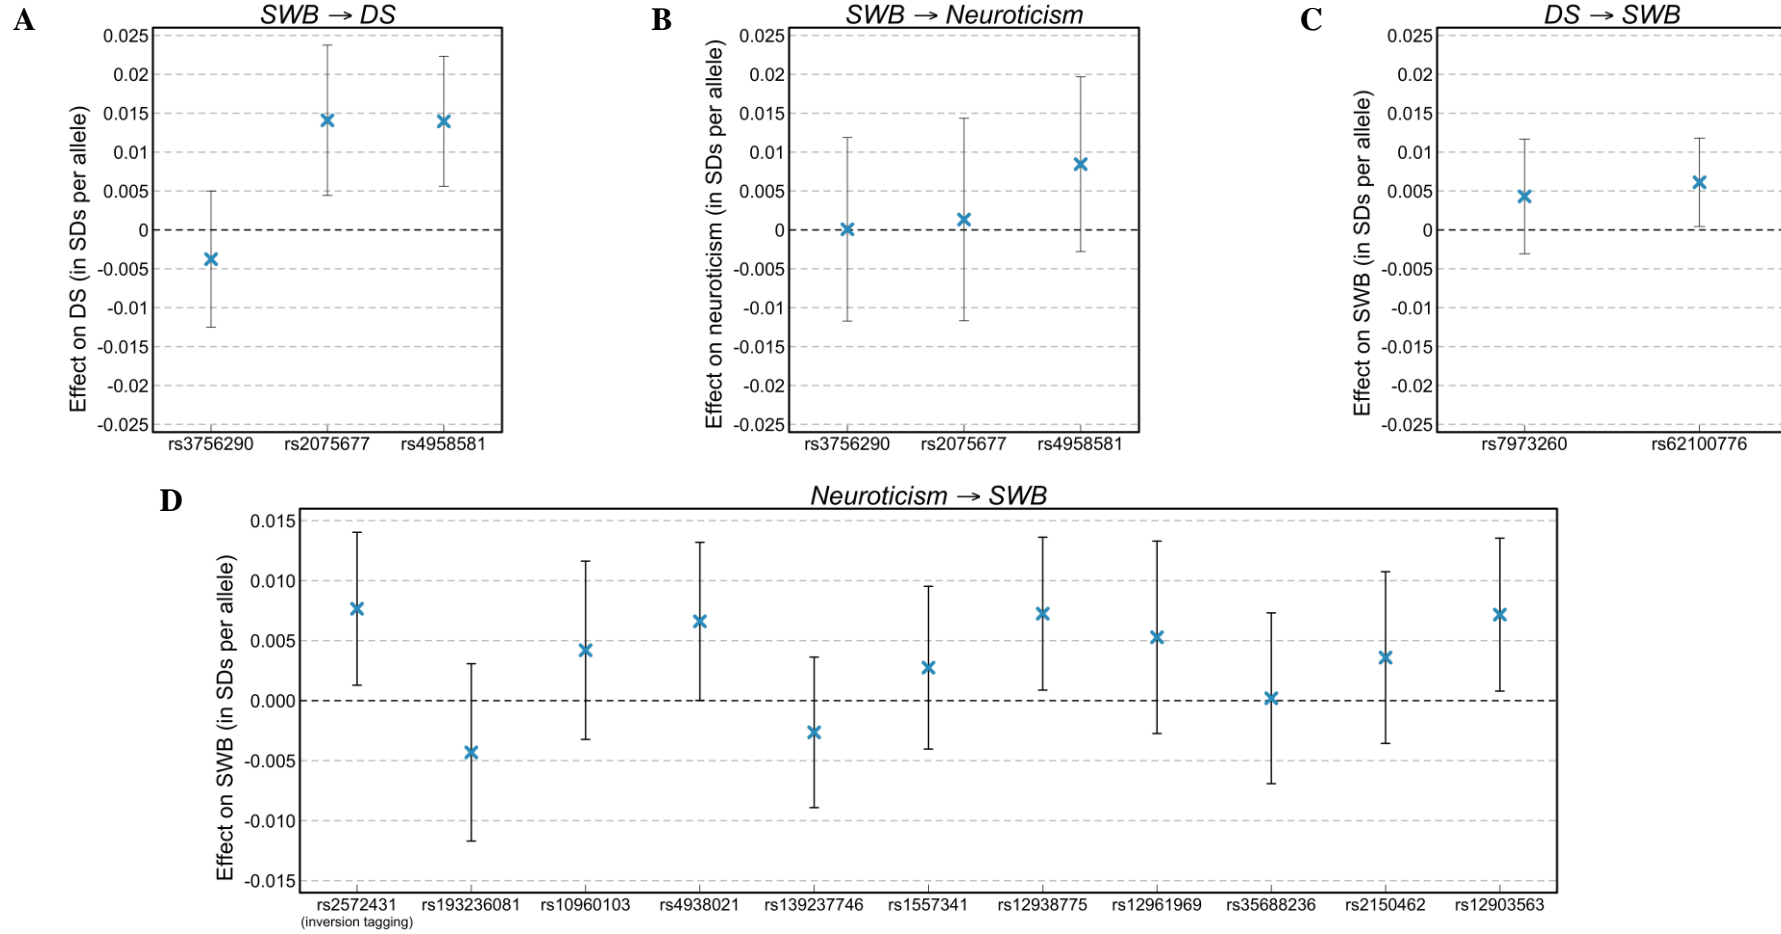 A
SWB → DS
Effect on DS (in SDs per allele)
0.025
0.02
0.015
0.01
0.005
0
-0.005
-0.01
-0.015
-0.02
-0.025
rs3756290 rs2075677 rs4958581
B
SWB → Neuroticism
Effect on neuroticism (in SDs per allele)
0.025
0.02
0.015
0.01
0.005
0
-0.005
-0.01
-0.015
-0.02
-0.025
rs3756290 rs2075677 rs4958581
C
DS → SWB
Effect on SWB (in SDs per allele)
0.025
0.02
0.015
0.01
0.005
0
-0.005
-0.01
-0.015
-0.02
-0.025
rs7973260 rs62100776
D
Neuroticism → SWB
Effect on SWB (in SDs per allele)
0.015
0.010
0.005
0.000
-0.005
-0.010
-0.015
rs2572431 rs193236081 rs10960103 rs4938021 rs139237746 rs1557341 rs12938775 rs12961969 rs35688236 rs2150462 rs12903563
(inversion tagging)